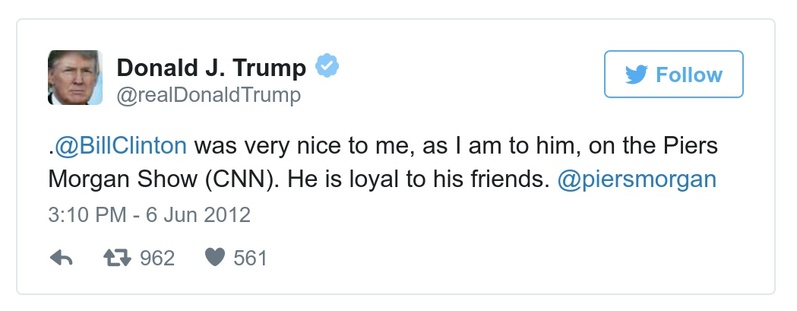 Donald J. Trump
@realDonaldTrump
Follow
.@BillClinton was very nice to me, as I am to him, on the Piers
Morgan Show (CNN). He is loyal to his friends. @piersmorgan
3:10 PM - 6 Jun 2012
962 561